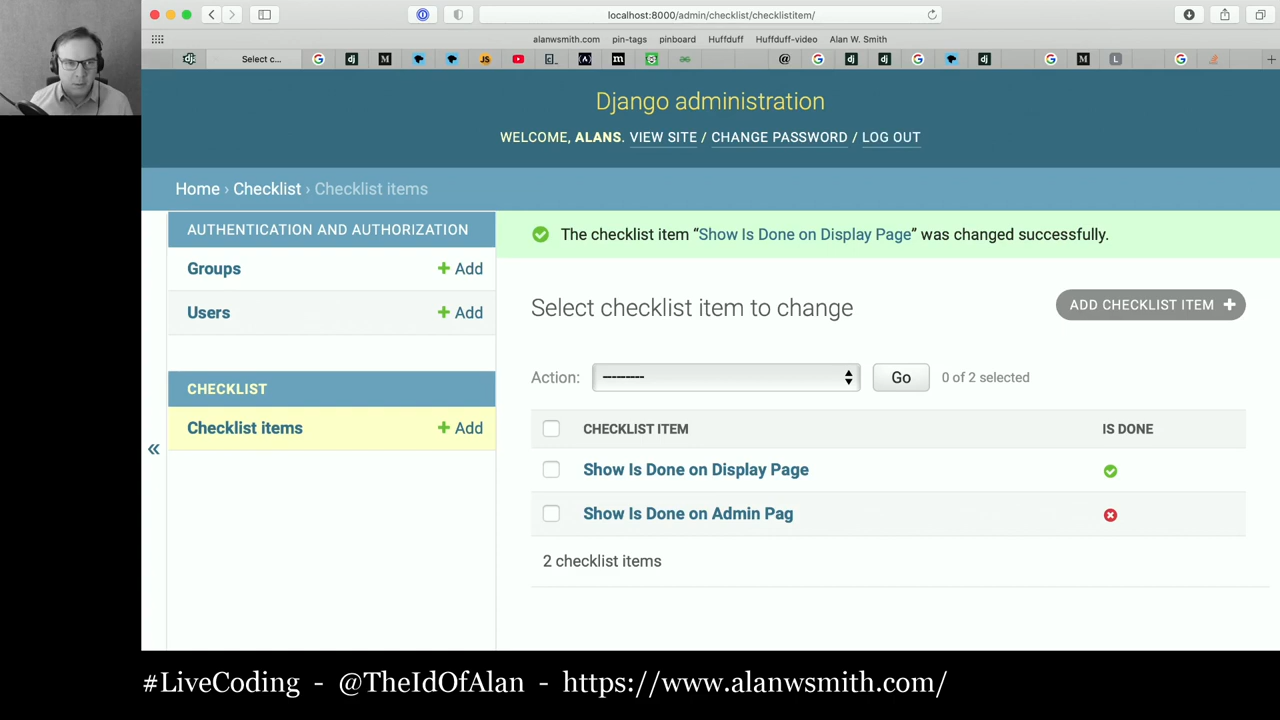 localhost:8000/admin/checklist/checklistitem/
alanwsmith.com pin-tags pinboard Huffduff Huffduff-video Alan W. Smith
Select c...
Django administration
WELCOME, ALANS. VIEW SITE / CHANGE PASSWORD / LOG OUT
Home › Checklist › Checklist items
AUTHENTICATION AND AUTHORIZATION
Groups + Add
Users + Add
CHECKLIST
Checklist items + Add
«
The checklist item “Show Is Done on Display Page” was changed successfully.
Select checklist item to change
ADD CHECKLIST ITEM +
Action: --------- Go 0 of 2 selected
CHECKLIST ITEM IS DONE
Show Is Done on Display Page
Show Is Done on Admin Pag
2 checklist items
#LiveCoding - @TheIdOfAlan - https://www.alanwsmith.com/